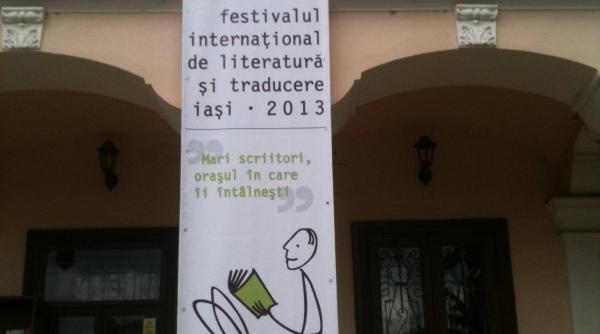 festivalul
internaţional
de literatură
şi traducere
iaşi · 2013
"Mari scriitori,
oraşul în care
îi întâlneşti"